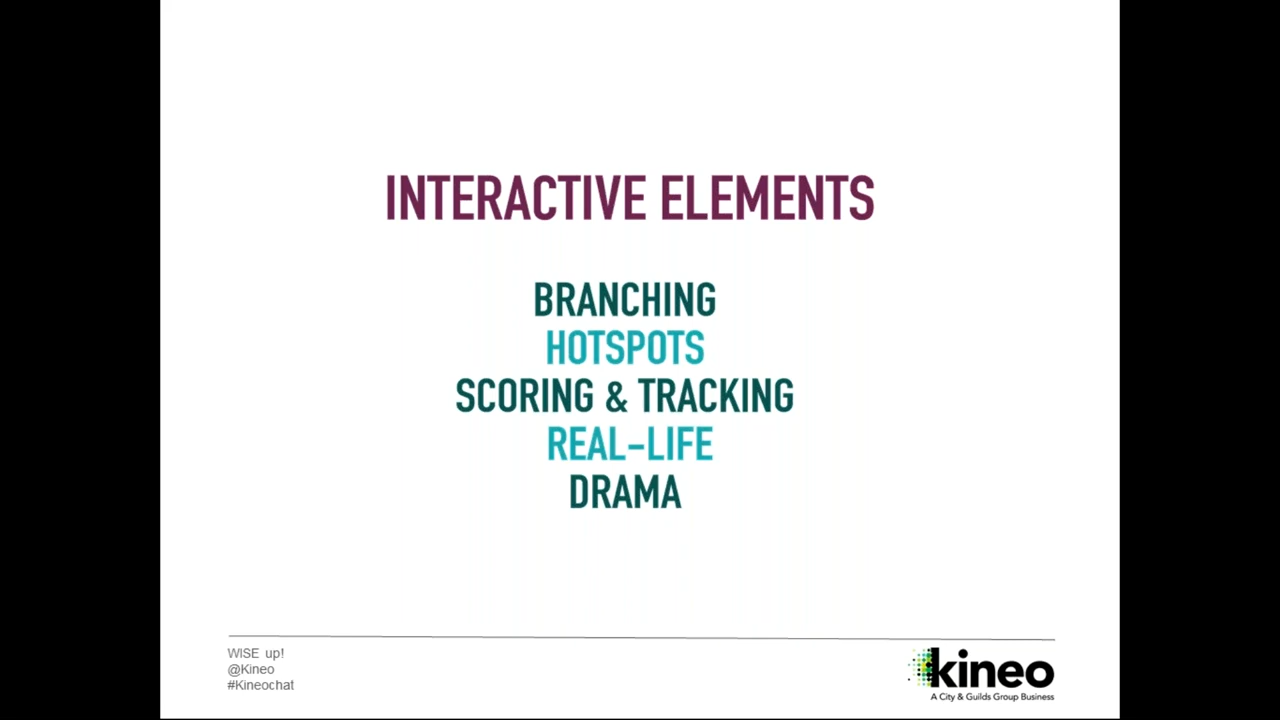 INTERACTIVE ELEMENTS
BRANCHING
HOTSPOTS
SCORING & TRACKING
REAL-LIFE
DRAMA
WISE up!
@Kineo
#Kineochat
kineo
A City & Guilds Group Business